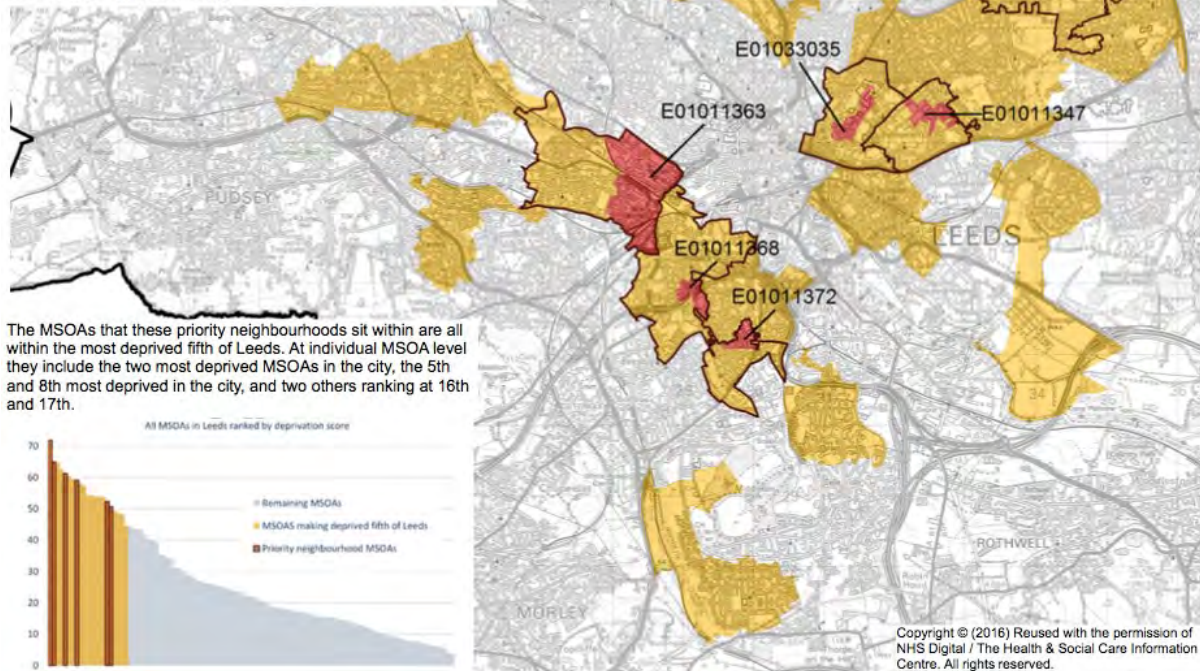 E01033035
E01011363
E01011347
PUDSEY
LEEDS
E01011368
E01011372
The MSOAs that these priority neighbourhoods sit within are all
within the most deprived fifth of Leeds. At individual MSOA level
they include the two most deprived MSOAs in the city, the 5th
and 8th most deprived in the city, and two others ranking at 16th
and 17th.
34
All MSOAs in Leeds ranked by deprivation score
70
60
50
40
30
20
10
0
Remaining MSOAs
MSOAS making deprived fifth of Leeds
Priority neighbourhood MSOAs
ROTHWELL
MORLEY
Copyright © (2016) Reused with the permission of
NHS Digital / The Health & Social Care Information
Centre. All rights reserved.